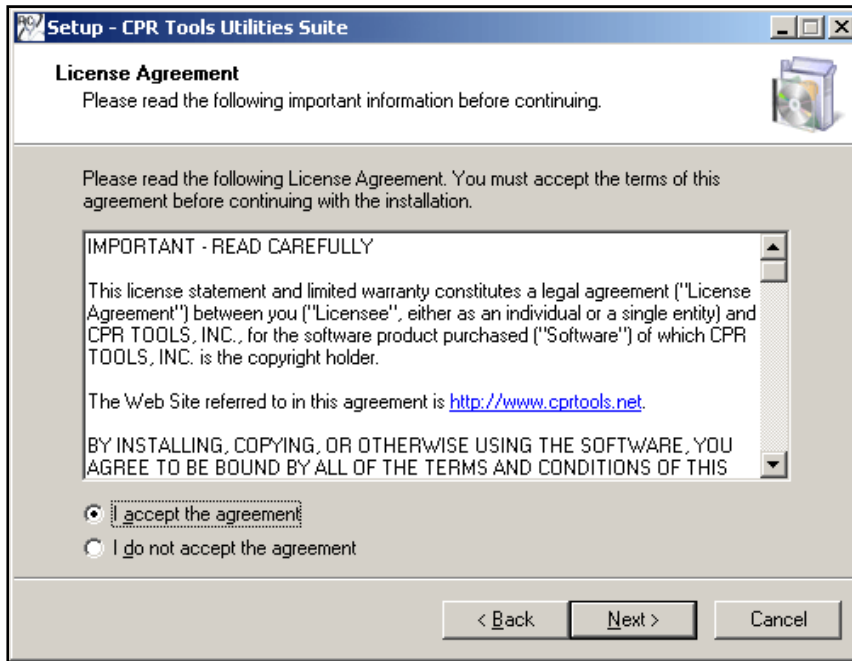 Setup - CPR Tools Utilities Suite
License Agreement
Please read the following important information before continuing.
Please read the following License Agreement. You must accept the terms of this
agreement before continuing with the installation.
IMPORTANT - READ CAREFULLY
This license statement and limited warranty constitutes a legal agreement ("License
Agreement") between you ("Licensee", either as an individual or a single entity) and
CPR TOOLS, INC., for the software product purchased ("Software") of which CPR
TOOLS, INC. is the copyright holder.
The Web Site referred to in this agreement is http://www.cprtools.net.
BY INSTALLING, COPYING, OR OTHERWISE USING THE SOFTWARE, YOU
AGREE TO BE BOUND BY ALL OF THE TERMS AND CONDITIONS OF THIS
I accept the agreement
I do not accept the agreement
< Back Next > Cancel